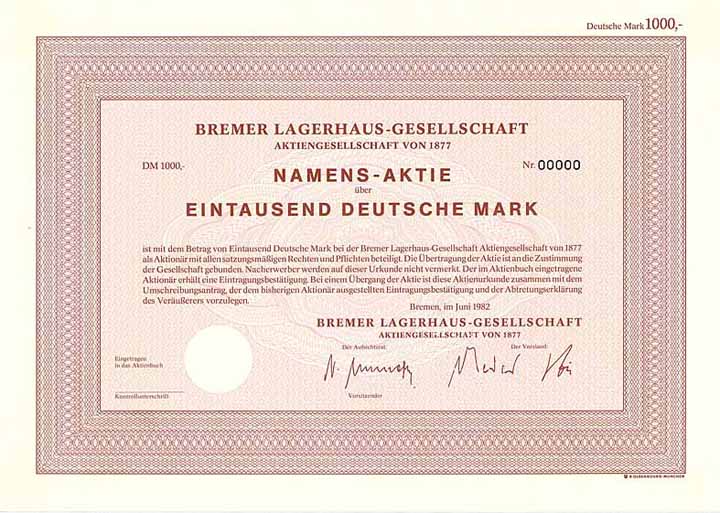 Deutsche Mark 1000,-
BREMER LAGERHAUS-GESELLSCHAFT
AKTIENGESELLSCHAFT VON 1877
DM 1000,-
Nr. 00000
NAMENS-AKTIE
über
EINTAUSEND DEUTSCHE MARK
ist mit dem Betrag von Eintausend Deutsche Mark bei der Bremer Lagerhaus-Gesellschaft Aktiengesellschaft von 1877
als Aktionär mit allen satzungsmäßigen Rechten und Pflichten beteiligt. Die Übertragung der Aktie ist an die Zustimmung
der Gesellschaft gebunden. Nacherwerber werden auf dieser Urkunde nicht vermerkt. Der im Aktienbuch eingetragene
Aktionär erhält eine Eintragungsbestätigung. Bei einem Übergang der Aktie ist diese Aktienurkunde zusammen mit dem
Umschreibungsantrag, der dem bisherigen Aktionär ausgestellten Eintragungsbestätigung und der Abtretungserklärung
des Veräußerers vorzulegen.
Bremen, im Juni 1982
BREMER LAGERHAUS-GESELLSCHAFT
AKTIENGESELLSCHAFT VON 1877
Der Aufsichtsrat:
Der Vorstand:
Vorsitzender
Eingetragen
in das Aktienbuch
Kontrollunterschrift
R. OLDENBOURG MÜNCHEN